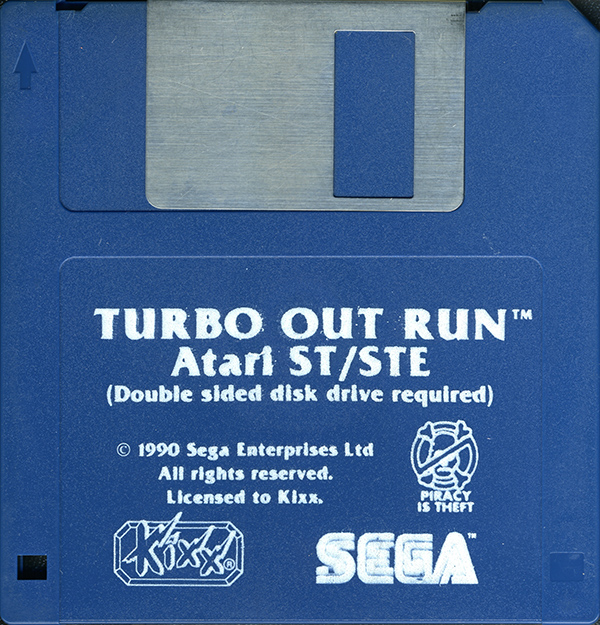 TURBO OUT RUN™
Atari ST/STE
(Double sided disk drive required)
© 1990 Sega Enterprises Ltd
All rights reserved.
Licensed to Kixx.
PIRACY
IS THEFT
Kixx®
SEGA™